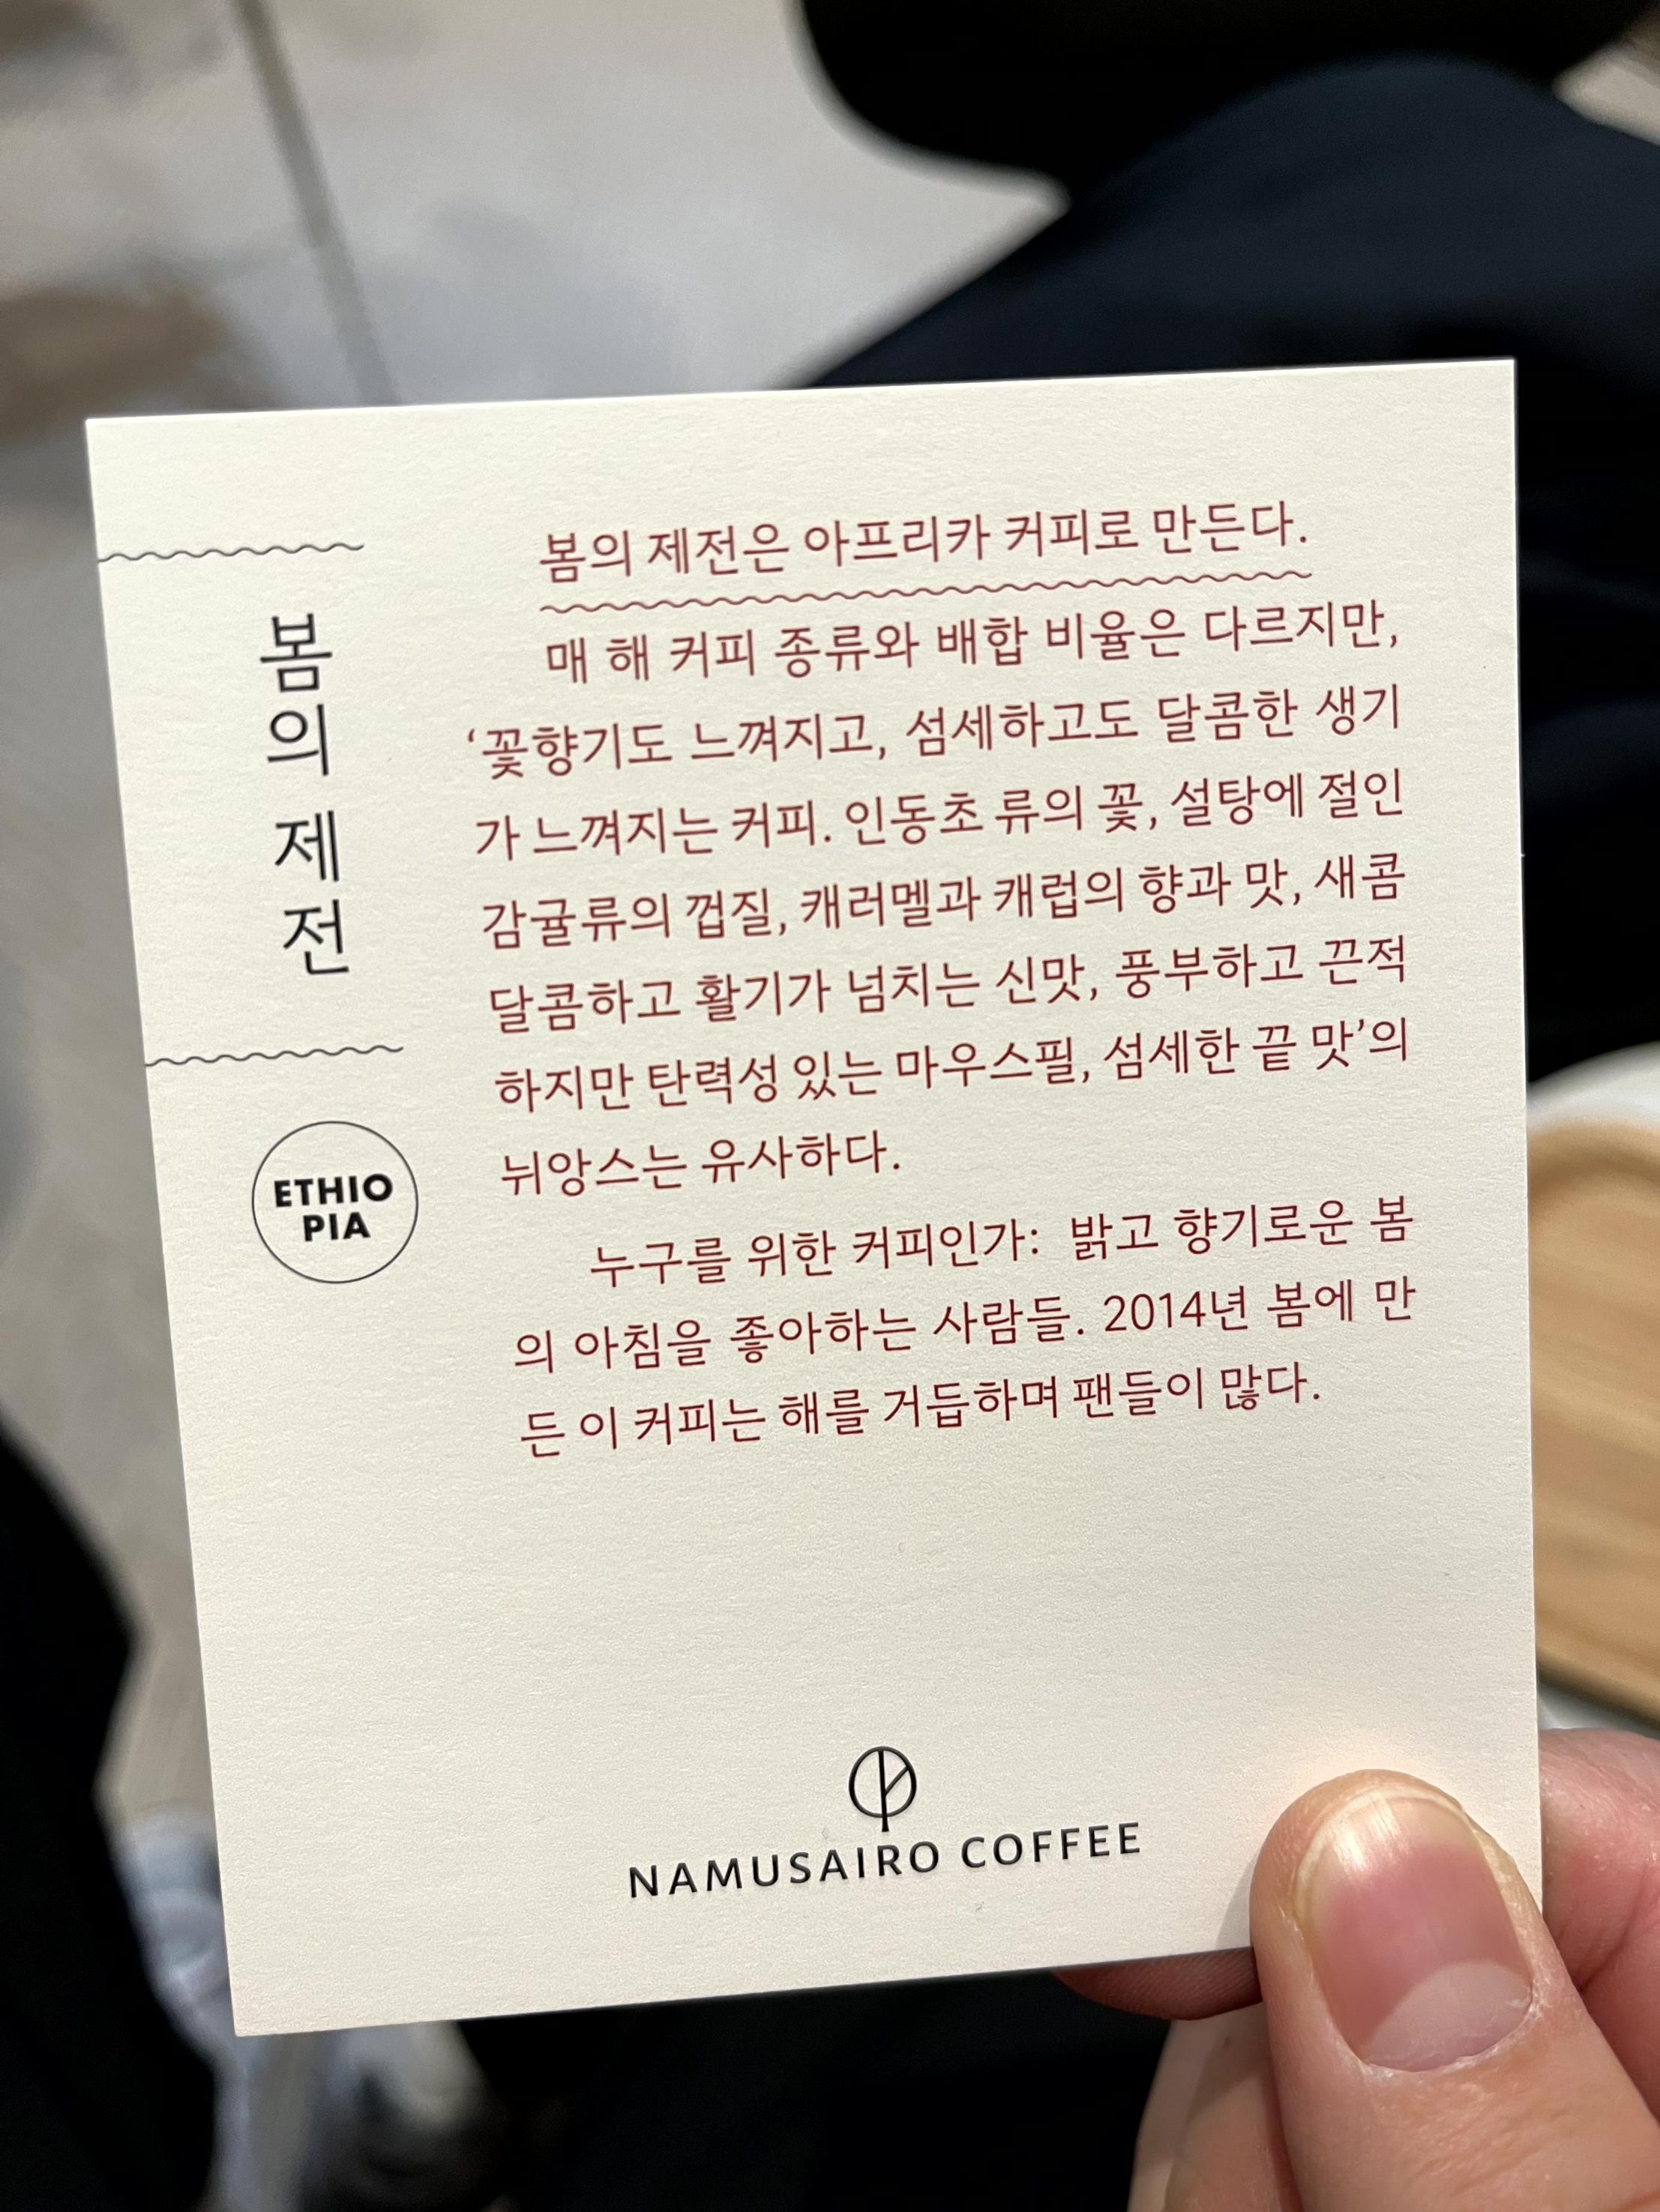 봄의 제전
ETHIO
PIA
봄의 제전은 아프리카 커피로 만든다.
매 해 커피 종류와 배합 비율은 다르지만,
‘꽃향기도 느껴지고, 섬세하고도 달콤한 생기
가 느껴지는 커피. 인동초 류의 꽃, 설탕에 절인
감귤류의 껍질, 캐러멜과 캐럽의 향과 맛, 새콤
달콤하고 활기가 넘치는 신맛, 풍부하고 끈적
하지만 탄력성 있는 마우스필, 섬세한 끝 맛’의
뉘앙스는 유사하다.
누구를 위한 커피인가: 밝고 향기로운 봄
의 아침을 좋아하는 사람들. 2014년 봄에 만
든 이 커피는 해를 거듭하며 팬들이 많다.
NAMUSAIRO COFFEE